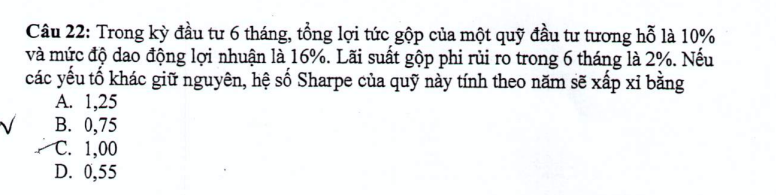 Câu 22: Trong kỳ đầu tư 6 tháng, tổng lợi tức gộp của một quỹ đầu tư tương hỗ là 10%
và mức độ dao động lợi nhuận là 16%. Lãi suất gộp phi rủi ro trong 6 tháng là 2%. Nếu
các yếu tố khác giữ nguyên, hệ số Sharpe của quỹ này tính theo năm sẽ xấp xỉ bằng
A. 1,25
B. 0,75
C. 1,00
D. 0,55